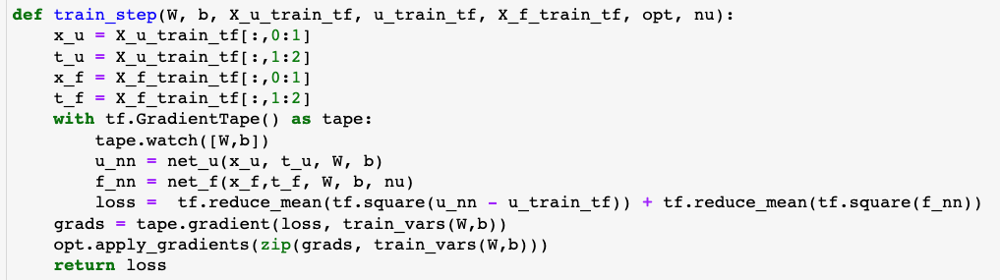 def train_step(W, b, X_u_train_tf, u_train_tf, X_f_train_tf, opt, nu):
    x_u = X_u_train_tf[:,0:1]
    t_u = X_u_train_tf[:,1:2]
    x_f = X_f_train_tf[:,0:1]
    t_f = X_f_train_tf[:,1:2]
    with tf.GradientTape() as tape:
        tape.watch([W,b])
        u_nn = net_u(x_u, t_u, W, b)
        f_nn = net_f(x_f,t_f, W, b, nu)
        loss =  tf.reduce_mean(tf.square(u_nn - u_train_tf)) + tf.reduce_mean(tf.square(f_nn))
    grads = tape.gradient(loss, train_vars(W,b))
    opt.apply_gradients(zip(grads, train_vars(W,b)))
    return loss